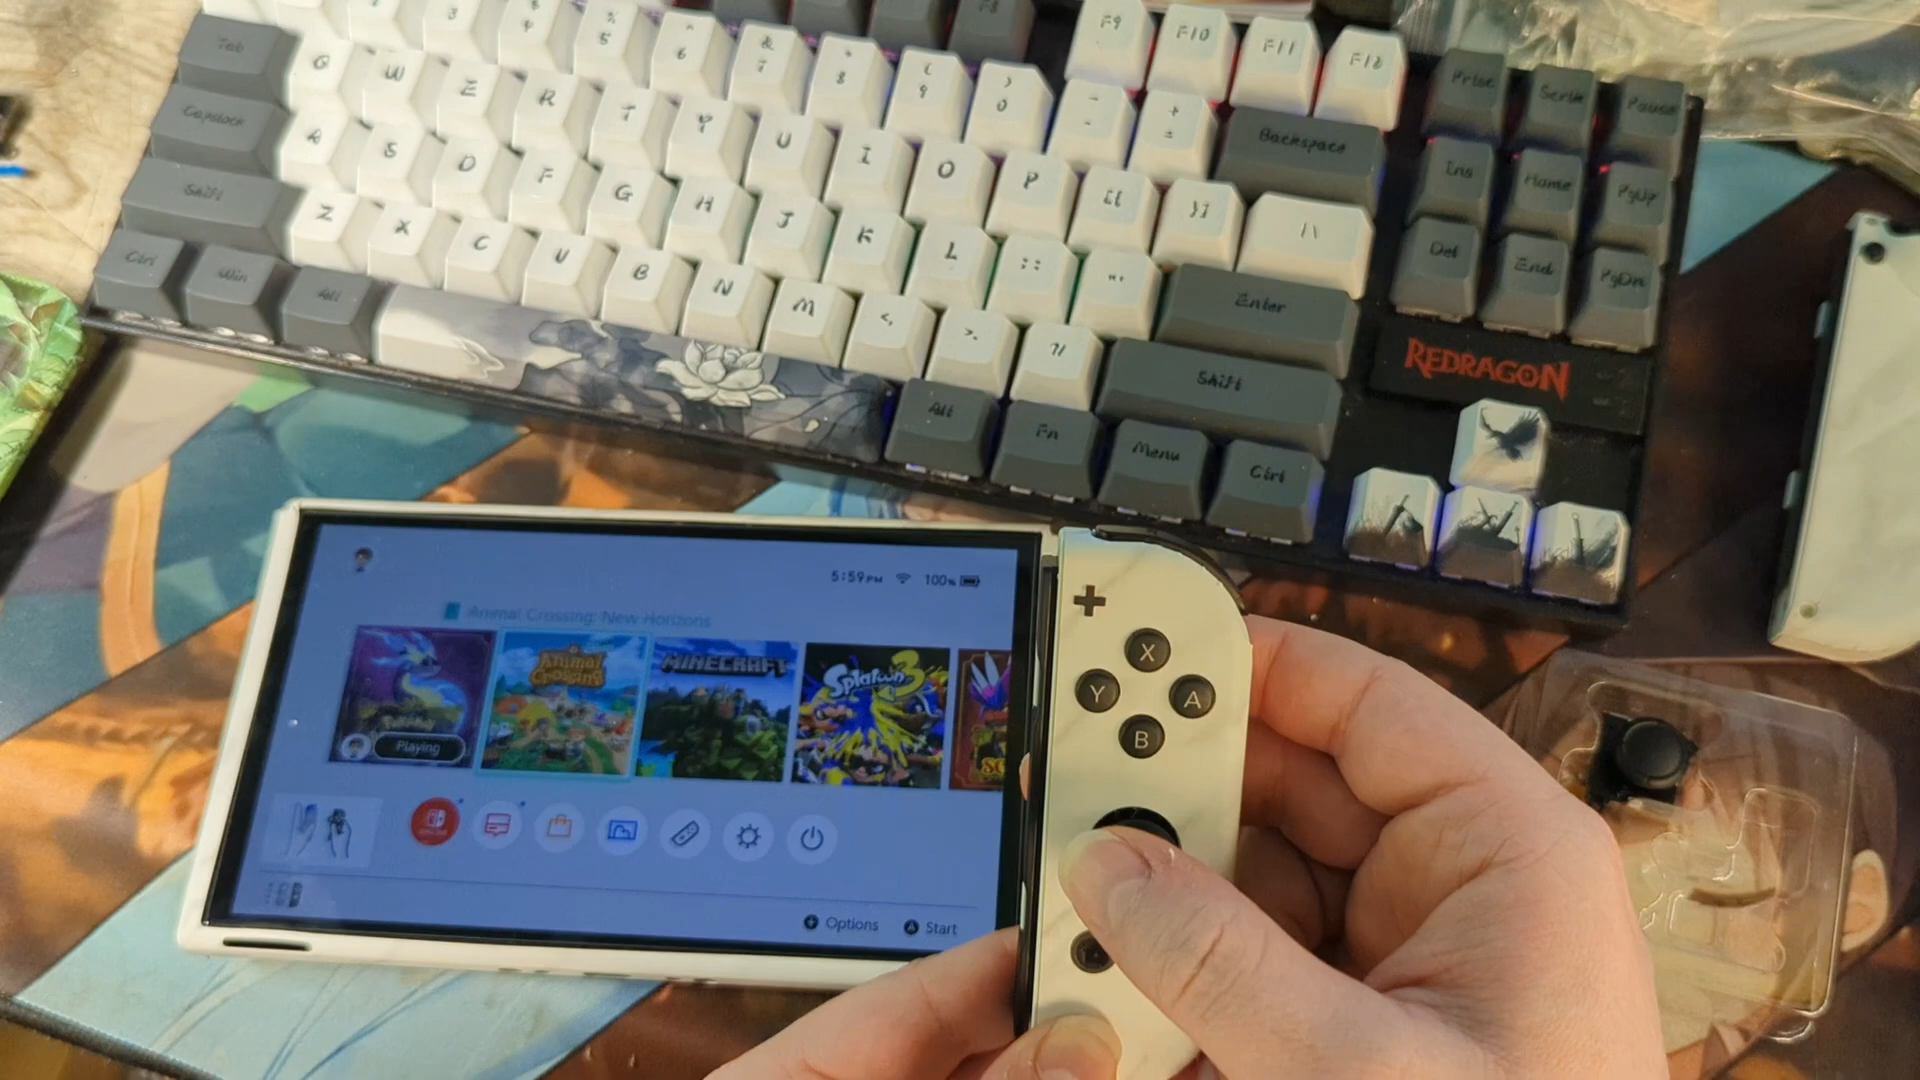 F9 F10 F11 F12
Tab Q W E R T Y U I O P {[ }] |\
Backspace
Prtsc Scrlk Pause
Capslock A S D F G H J K L :; "'
Enter
Ins Home PgUp
Shift Z X C V B N M <, >. ?/
Shift
Del End PgDn
Ctrl Win Alt
Alt Fn Menu Ctrl
REDRAGON
5:59 PM 100%
Animal Crossing: New Horizons
Pokémon
Playing
Animal Crossing
MINECRAFT
Splatoon 3
Options
Start
X
Y A
B